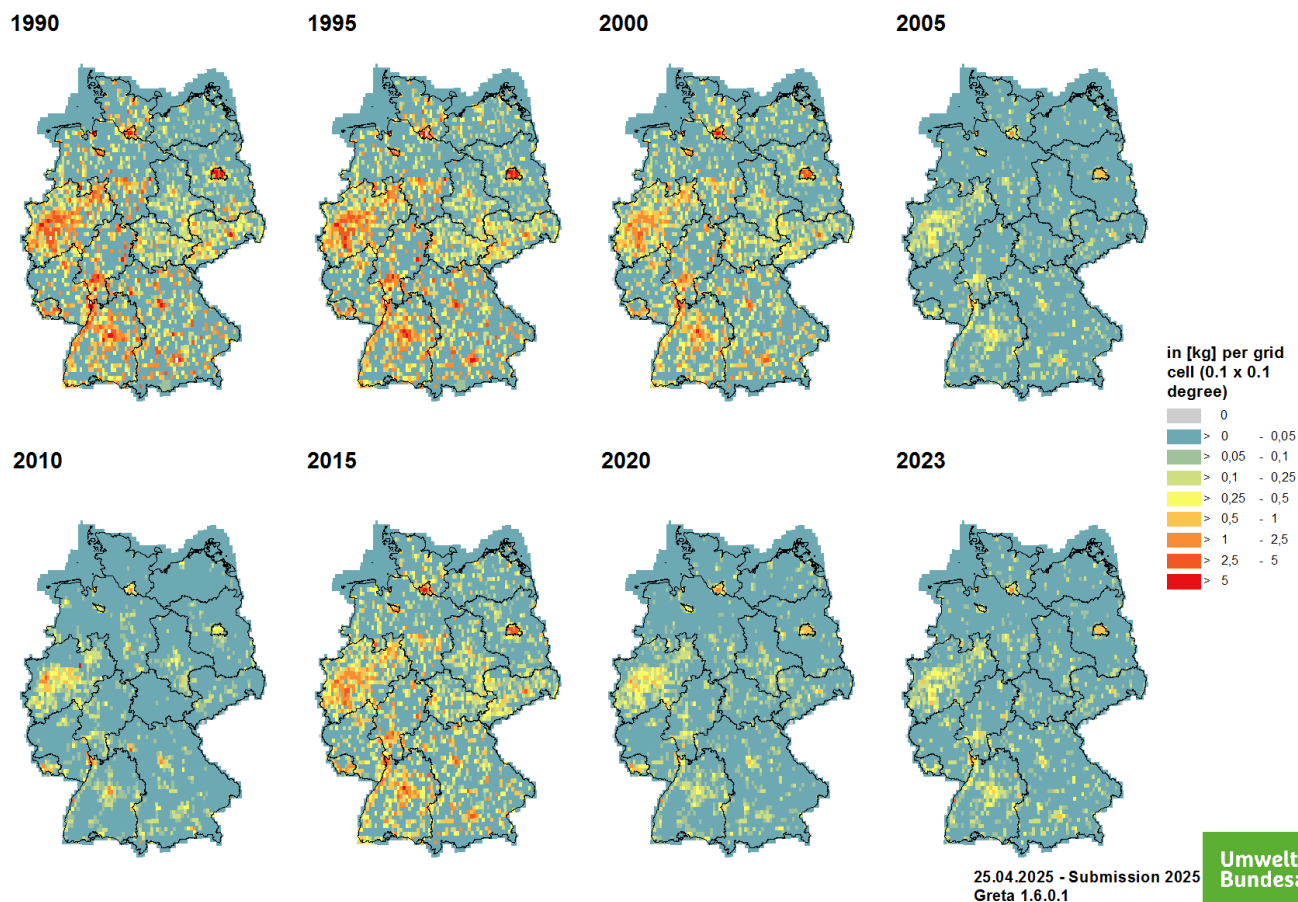 1990
1995
2000
2005
in [kg] per grid
cell (0.1 x 0.1
degree)
0
> 0 - 0,05
> 0,05 - 0,1
> 0,1 - 0,25
> 0,25 - 0,5
> 0,5 - 1
> 1 - 2,5
> 2,5 - 5
> 5
2010
2015
2020
2023
25.04.2025 - Submission 2025
Greta 1.6.0.1
Umwelt
Bundesa